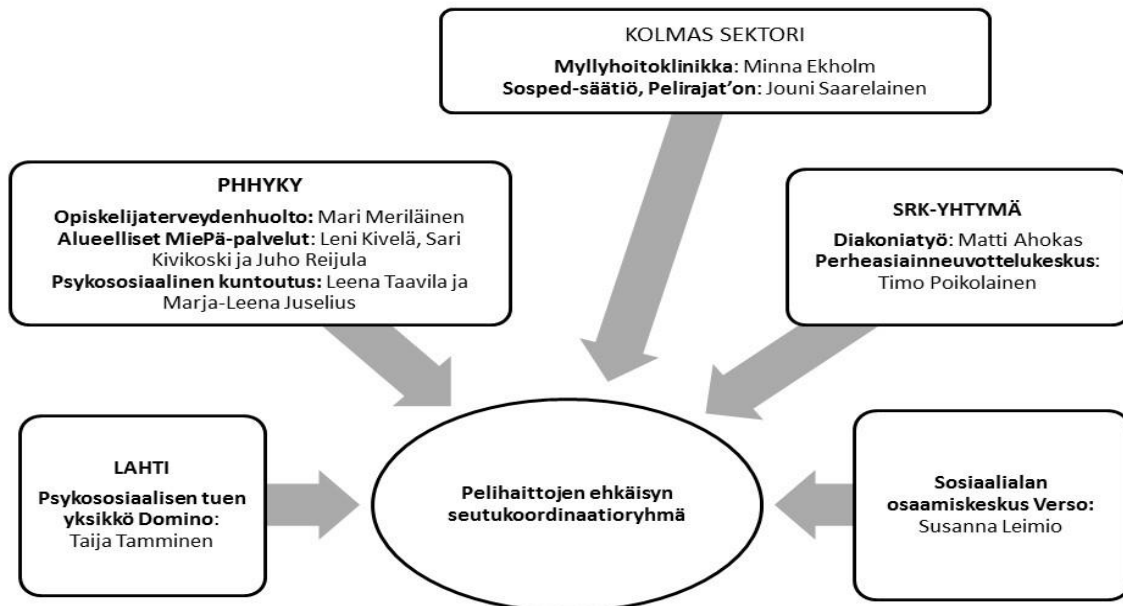 KOLMAS SEKTORI
Myllyhoitoklinikka: Minna Ekholm
Sosped-säätiö, Pelirajat’on: Jouni Saarelainen
PHHYKY
Opiskelijaterveydenhuolto: Mari Meriläinen
Alueelliset MiePä-palvelut: Leni Kivelä, Sari
Kivikoski ja Juho Reijula
Psykososiaalinen kuntoutus: Leena Taavila ja
Marja-Leena Juselius
SRK-YHTYMÄ
Diakoniatyö: Matti Ahokas
Perheasiainneuvottelukeskus:
Timo Poikolainen
LAHTI
Psykososiaalisen tuen
yksikkö Domino:
Taija Tamminen
Pelihaittojen ehkäisyn
seutukoordinaatioryhmä
Sosiaalialan
osaamiskeskus Verso:
Susanna Leimio